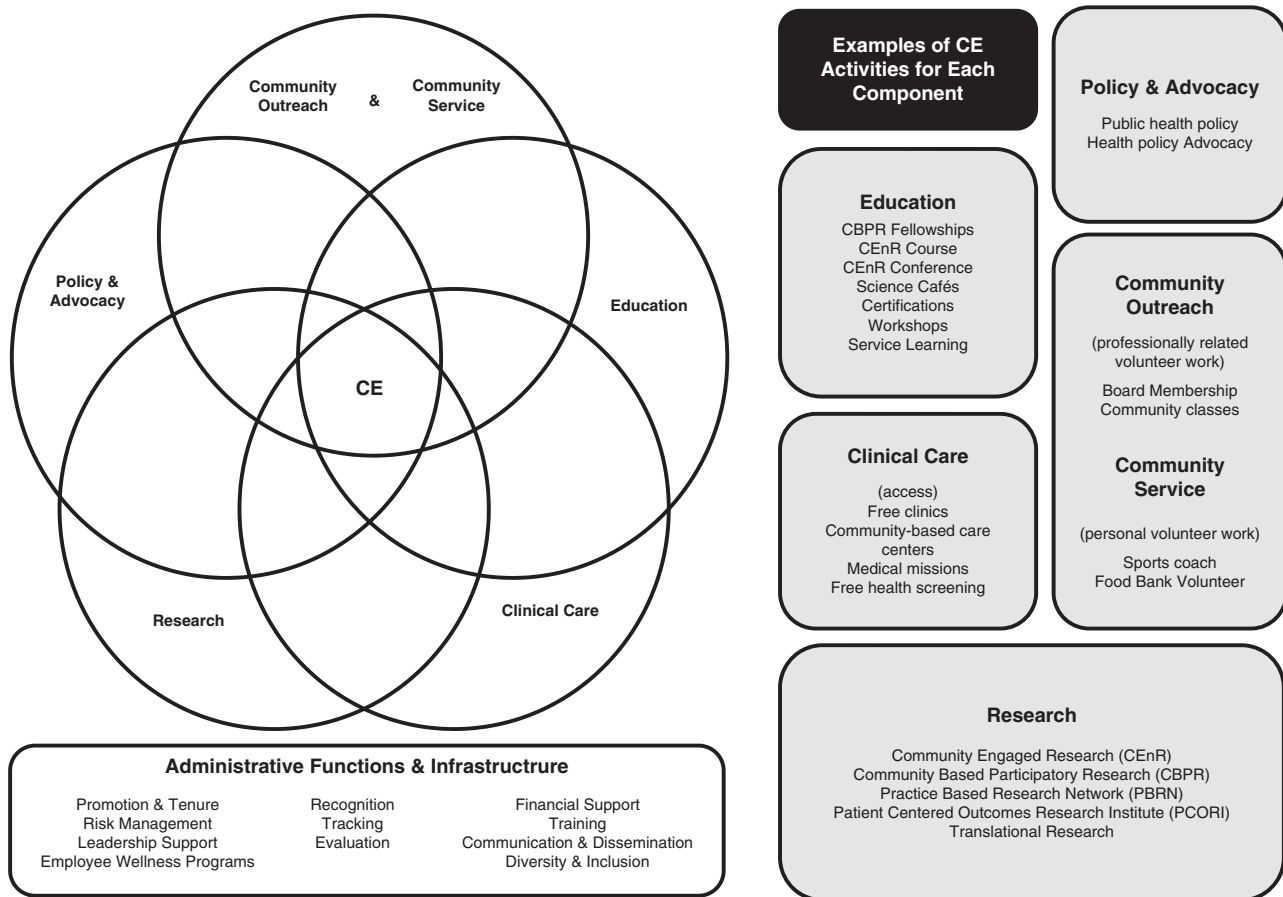 Community
Outreach
&
Community
Service
Policy &
Advocacy
Education
CE
Research
Clinical Care
Administrative Functions & Infrastructure
Promotion & Tenure
Risk Management
Leadership Support
Employee Wellness Programs
Recognition
Tracking
Evaluation
Financial Support
Training
Communication & Dissemination
Diversity & Inclusion
Examples of CE
Activities for Each
Component
Education
CBPR Fellowships
CEnR Course
CEnR Conference
Science Cafés
Certifications
Workshops
Service Learning
Clinical Care
(access)
Free clinics
Community-based care
centers
Medical missions
Free health screening
Policy & Advocacy
Public health policy
Health policy Advocacy
Community
Outreach
(professionally related
volunteer work)
Board Membership
Community classes
Community
Service
(personal volunteer work)
Sports coach
Food Bank Volunteer
Research
Community Engaged Research (CEnR)
Community Based Participatory Research (CBPR)
Practice Based Research Network (PBRN)
Patient Centered Outcomes Research Institute (PCORI)
Translational Research